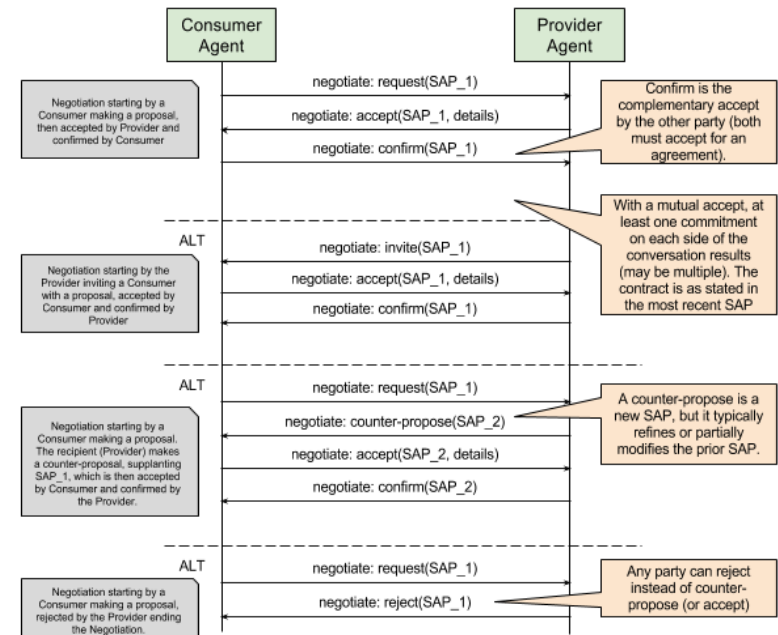 Consumer
Agent
Provider
Agent
negotiate: request(SAP_1)
Negotiation starting by a
Consumer making a proposal,
then accepted by Provider and
confirmed by Consumer
negotiate: accept(SAP_1, details)
negotiate: confirm(SAP_1)
Confirm is the
complementary accept
by the other party (both
must accept for an
agreement).
With a mutual accept, at
least one commitment
on each side of the
conversation results
(may be multiple). The
contract is as stated in
the most recent SAP
ALT
negotiate: invite(SAP_1)
Negotiation starting by the
Provider inviting a Consumer
with a proposal, accepted by
Consumer and confirmed by
Provider
negotiate: accept(SAP_1, details)
negotiate: confirm(SAP_1)
ALT
negotiate: request(SAP_1)
Negotiation starting by a
Consumer making a proposal.
The recipient (Provider) makes
a counter-proposal, supplanting
SAP_1, which is then accepted
by Consumer and confirmed by
the Provider.
negotiate: counter-propose(SAP_2)
negotiate: accept(SAP_2, details)
negotiate: confirm(SAP_2)
A counter-propose is a
new SAP, but it typically
refines or partially
modifies the prior SAP.
ALT
negotiate: request(SAP_1)
Negotiation starting by a
Consumer making a proposal,
rejected by the Provider ending
the Negotiation.
negotiate: reject(SAP_1)
Any party can reject
instead of counter-
propose (or accept)